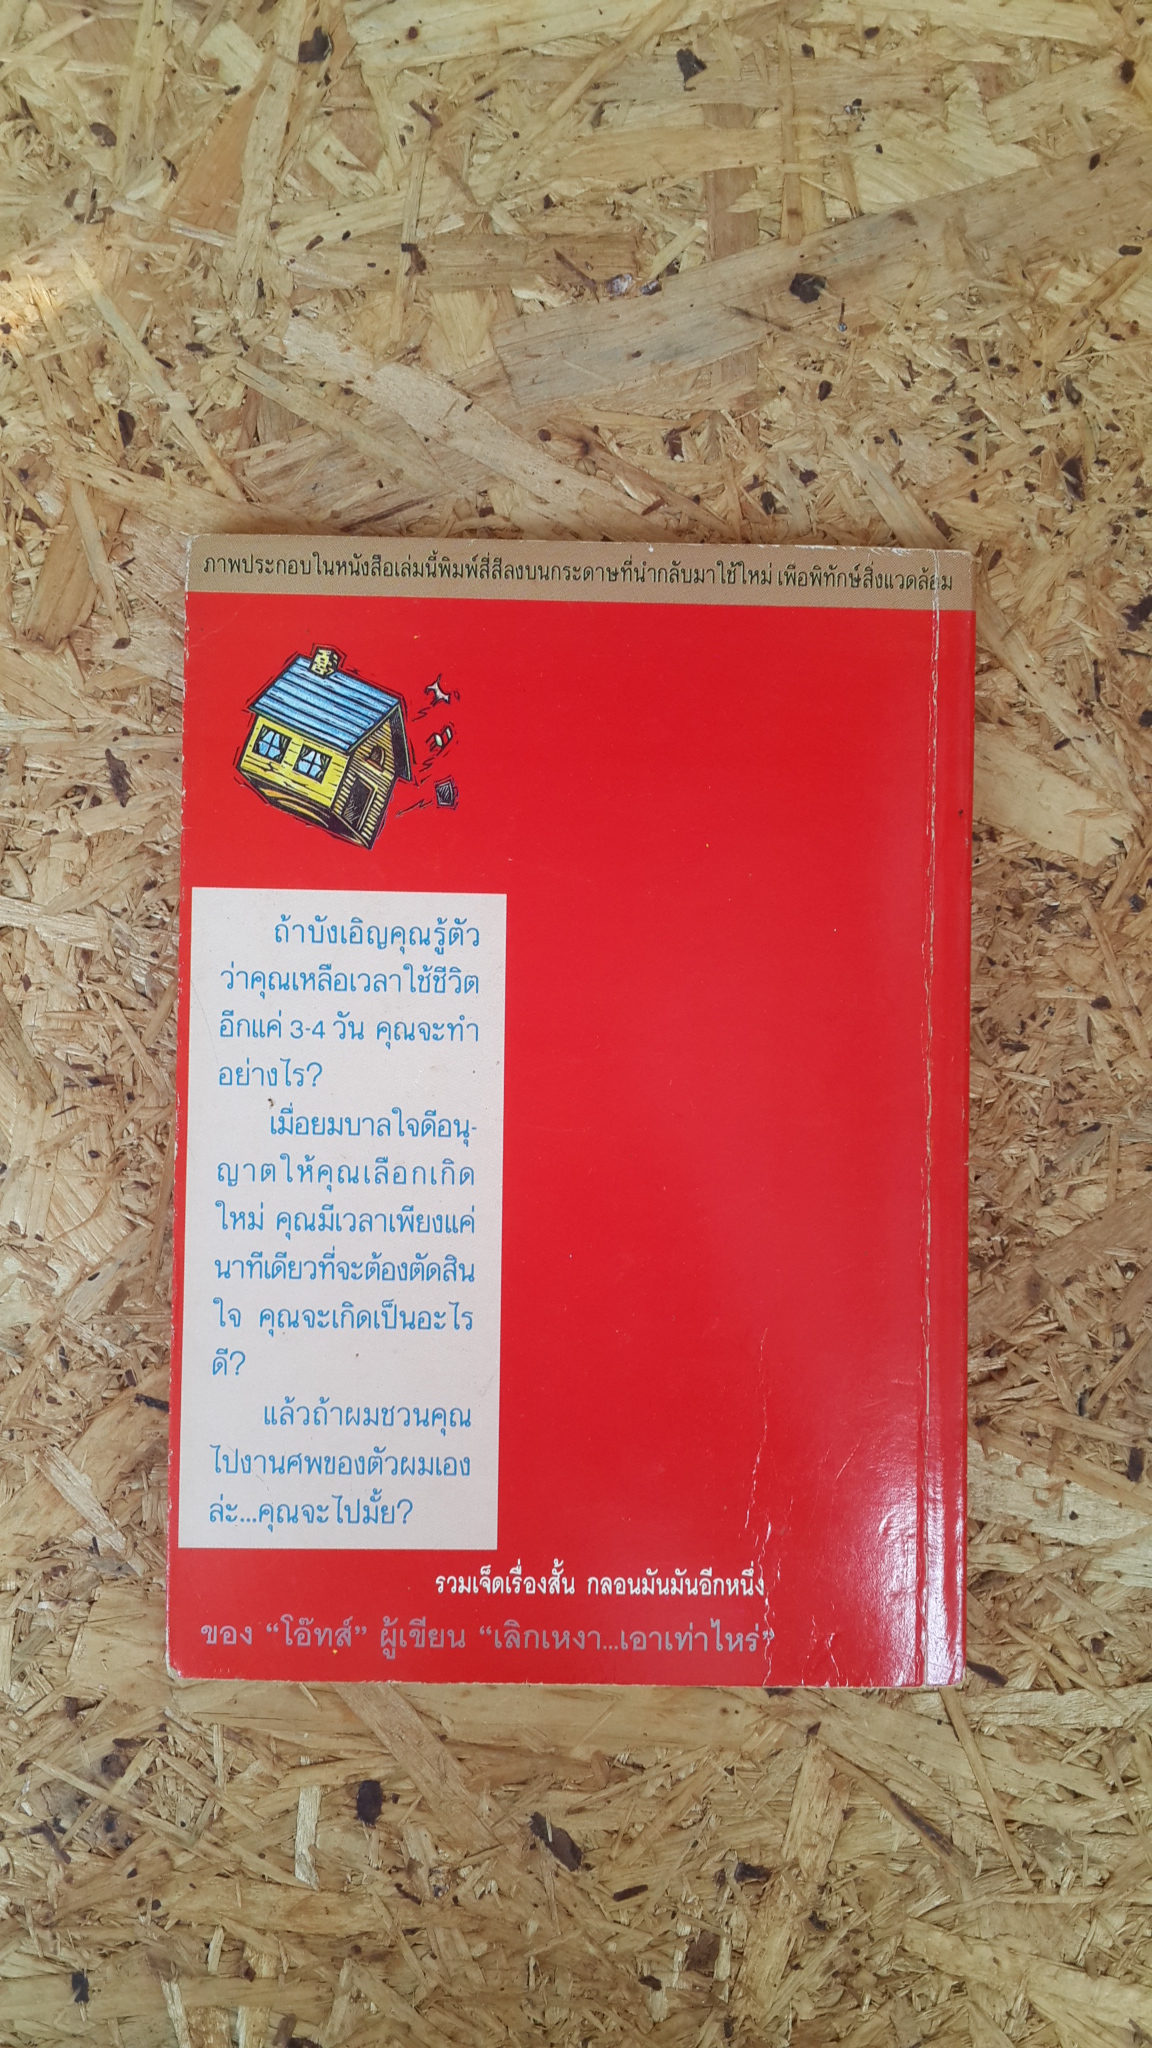 ภาพประกอบในหนังสือเล่มนี้พิมพ์สี่สีลงบนกระดาษที่นำกลับมาใช้ใหม่ เพื่อพิทักษ์สิ่งแวดล้อม
ถ้าบังเอิญคุณรู้ตัว
ว่าคุณเหลือเวลาใช้ชีวิต
อีกแค่ 3-4 วัน คุณจะทำ
อย่างไร?
เมื่อยมบาลใจดีอนุ-
ญาตให้คุณเลือกเกิด
ใหม่ คุณมีเวลาเพียงแค่
นาทีเดียวที่จะต้องตัดสิน
ใจ คุณจะเกิดเป็นอะไร
ดี?
แล้วถ้าผมชวนคุณ
ไปงานศพของตัวผมเอง
ล่ะ...คุณจะไปมั้ย?
รวมเจ็ดเรื่องสั้น กลอนมันมันอีกหนึ่ง
ของ “โอ๊ทส์” ผู้เขียน “เลิกเหงา...เอาเท่าไหร่”